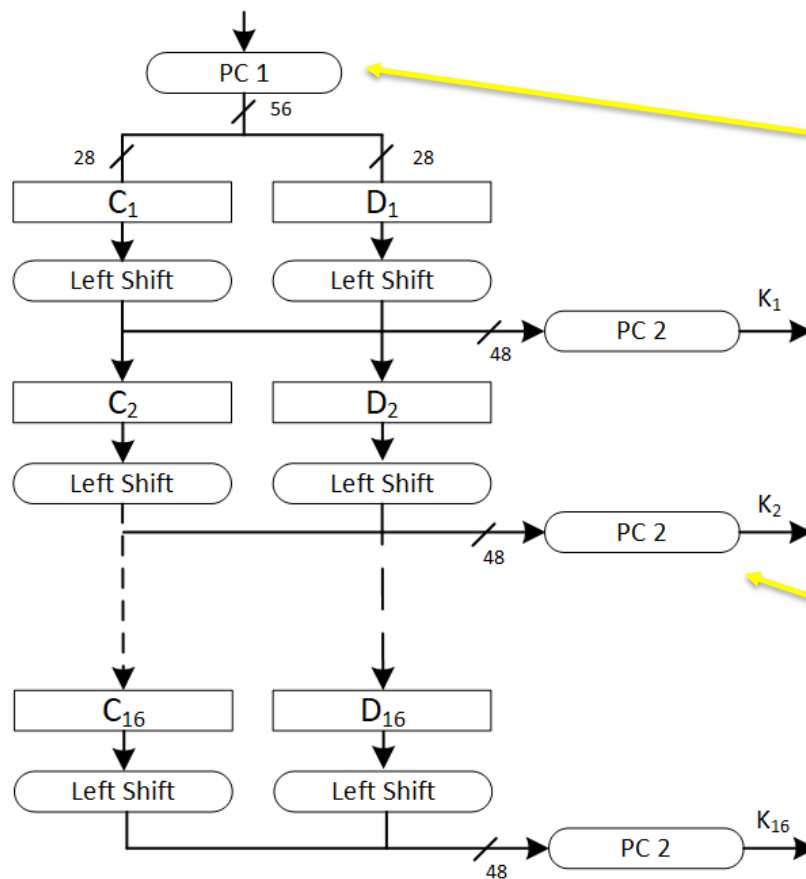 PC 1
56
28 28
C₁ D₁
Left Shift Left Shift
K₁
PC 2
48
C₂ D₂
Left Shift Left Shift
K₂
PC 2
48
C₁₆ D₁₆
Left Shift Left Shift
K₁₆
PC 2
48